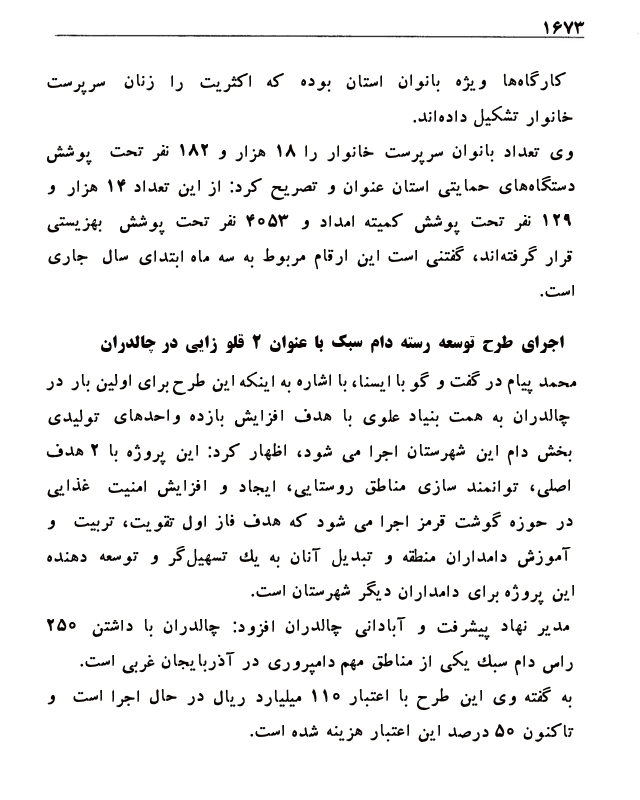 ۱۶۷۳
کارگاه‌ها ویژه بانوان استان بوده که اکثریت را زنان سرپرست
خانوار تشکیل داده‌اند.
وی تعداد بانوان سرپرست خانوار را ۱۸ هزار و ۱۸۲ نفر تحت پوشش
دستگاه‌های حمایتی استان عنوان و تصریح کرد: از این تعداد ۱۴ هزار و
۱۲۹ نفر تحت پوشش کمیته امداد و ۴۰۵۳ نفر تحت پوشش بهزیستی
قرار گرفته‌اند، گفتنی است این ارقام مربوط به سه ماه ابتدای سال جاری
است.
اجرای طرح توسعه رسته دام سبک با عنوان ۲ قلو زایی در چالدران
محمد پیام در گفت و گو با ایسنا، با اشاره به اینکه این طرح برای اولین بار در
چالدران به همت بنیاد علوی با هدف افزایش بازده واحدهای تولیدی
بخش دام این شهرستان اجرا می شود، اظهار کرد: این پروژه با ۲ هدف
اصلی، توانمند سازی مناطق روستایی، ایجاد و افزایش امنیت غذایی
در حوزه گوشت قرمز اجرا می شود که هدف فاز اول تقویت، تربیت و
آموزش دامداران منطقه و تبدیل آنان به یك تسهیل‌گر و توسعه دهنده
این پروژه برای دامداران دیگر شهرستان است.
مدیر نهاد پیشرفت و آبادانی چالدران افزود: چالدران با داشتن ۲۵۰
راس دام سبك یکی از مناطق مهم دامپروری در آذربایجان غربی است.
به گفته وی این طرح با اعتبار ۱۱۰ میلیارد ریال در حال اجرا است و
تاکنون ۵۰ درصد این اعتبار هزینه شده است.